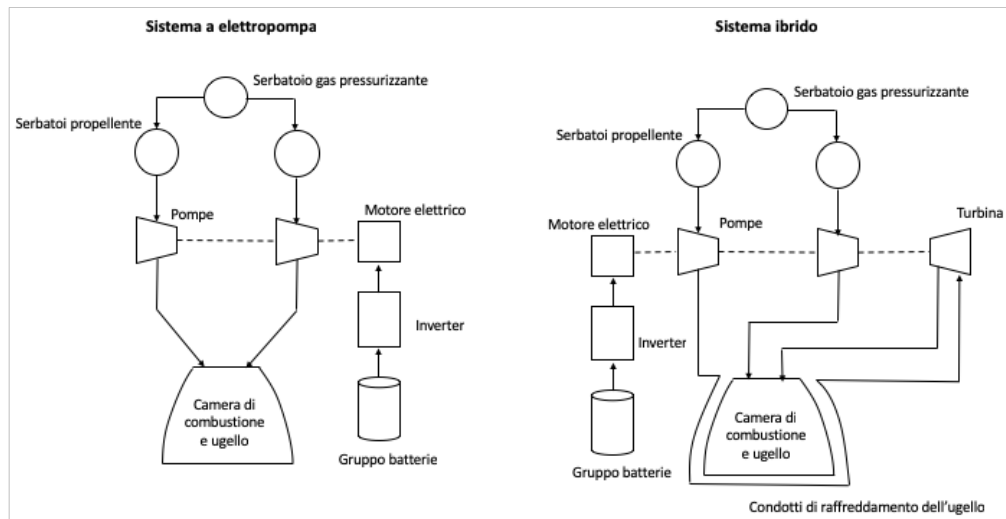 Sistema a elettropompa
Serbatoio gas pressurizzante
Serbatoi propellente
Pompe
Motore elettrico
Inverter
Camera di
combustione
e ugello
Gruppo batterie
Sistema ibrido
Serbatoio gas pressurizzante
Serbatoi propellente
Turbina
Motore elettrico
Pompe
Inverter
Camera di
combustione
e ugello
Gruppo batterie
Condotti di raffreddamento dell'ugello